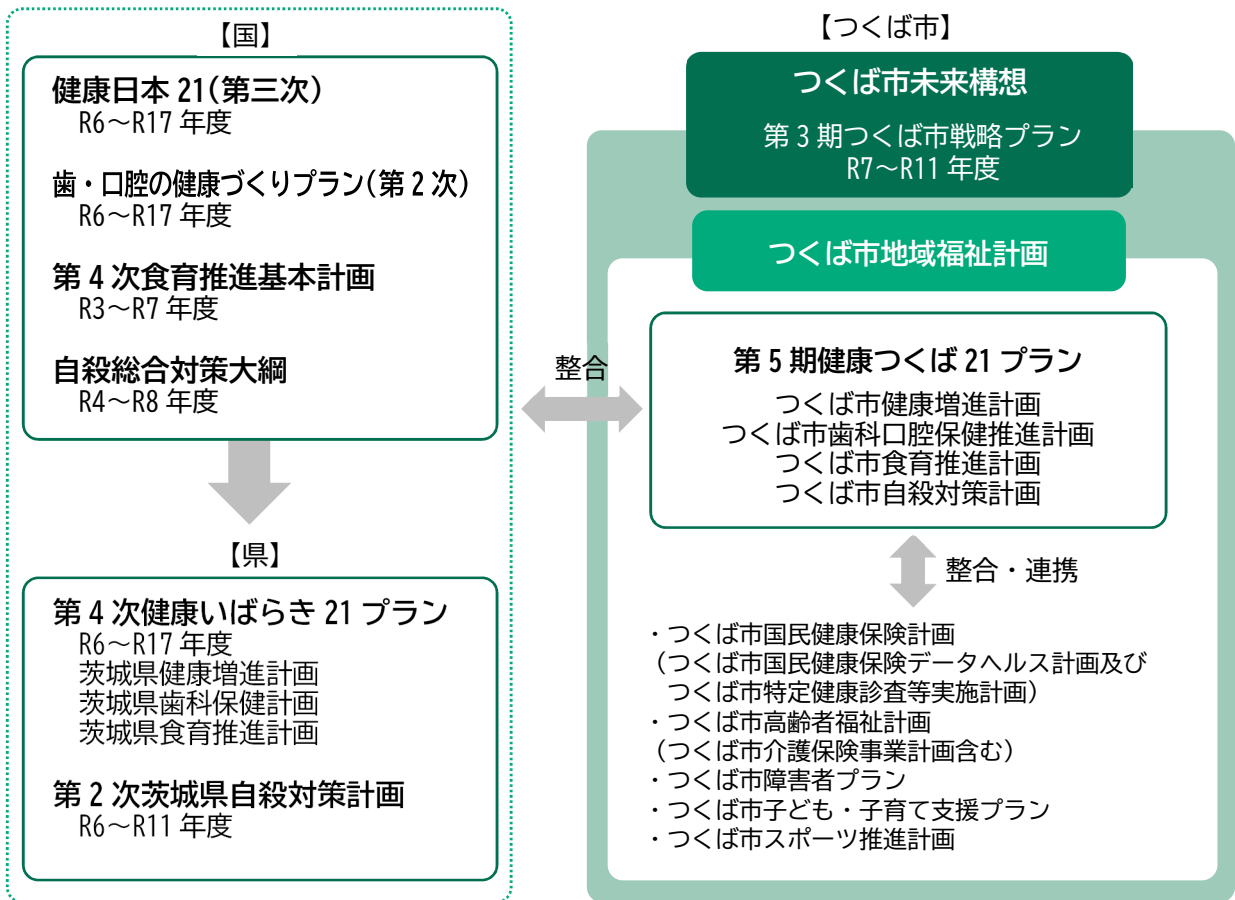 【国】
健康日本 21(第三次)
R6～R17 年度
歯・口腔の健康づくりプラン(第 2 次)
R6～R17 年度
第 4 次食育推進基本計画
R3～R7 年度
自殺総合対策大綱
R4～R8 年度
【県】
第 4 次健康いばらき 21 プラン
R6～R17 年度
茨城県健康増進計画
茨城県歯科保健計画
茨城県食育推進計画
第 2 次茨城県自殺対策計画
R6～R11 年度
整合
【つくば市】
つくば市未来構想
第 3 期つくば市戦略プラン
R7～R11 年度
つくば市地域福祉計画
第 5 期健康つくば 21 プラン
つくば市健康増進計画
つくば市歯科口腔保健推進計画
つくば市食育推進計画
つくば市自殺対策計画
整合・連携
・つくば市国民健康保険計画
（つくば市国民健康保険データヘルス計画及び
つくば市特定健康診査等実施計画）
・つくば市高齢者福祉計画
（つくば市介護保険事業計画含む）
・つくば市障害者プラン
・つくば市子ども・子育て支援プラン
・つくば市スポーツ推進計画